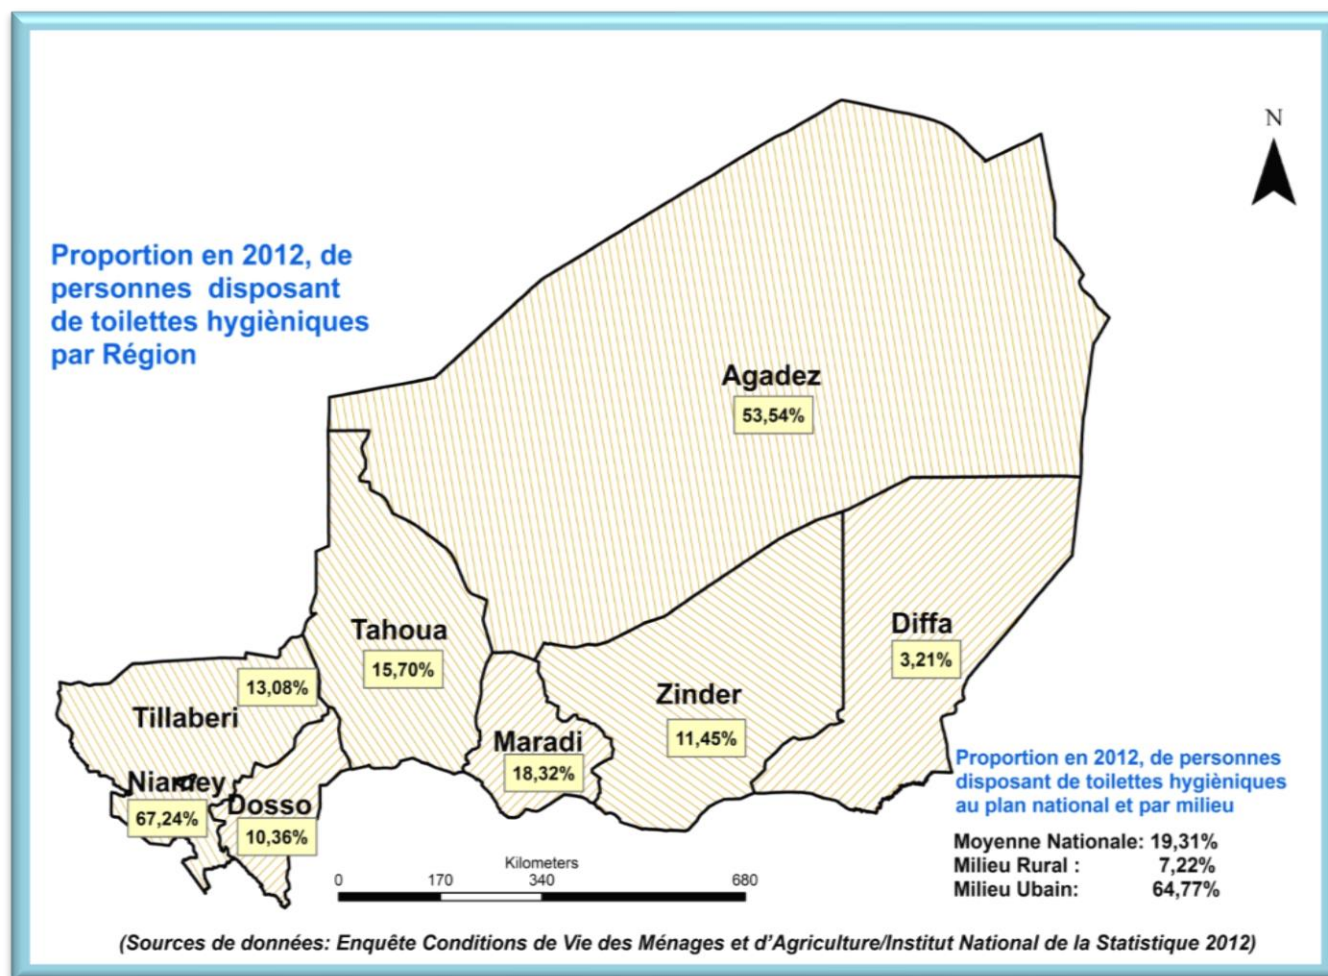 N
Proportion en 2012, de
personnes disposant
de toilettes hygièniques
par Région
Agadez
53,54%
Tahoua
15,70%
Diffa
3,21%
Tillaberi
13,08%
Zinder
11,45%
Maradi
18,32%
Niamey
67,24%
Dosso
10,36%
Proportion en 2012, de personnes
disposant de toilettes hygièniques
au plan national et par milieu
Moyenne Nationale: 19,31%
Milieu Rural : 7,22%
Milieu Ubain: 64,77%
Kilometers
0 170 340 680
(Sources de données: Enquête Conditions de Vie des Ménages et d'Agriculture/Institut National de la Statistique 2012)